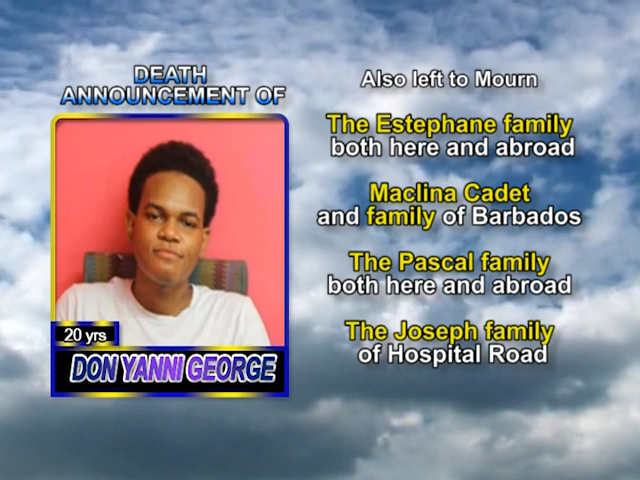 DEATH
ANNOUNCEMENT OF
20 yrs
DON YANNI GEORGE
Also left to Mourn
The Estephane family
both here and abroad
Maclina Cadet
and family of Barbados
The Pascal family
both here and abroad
The Joseph family
of Hospital Road